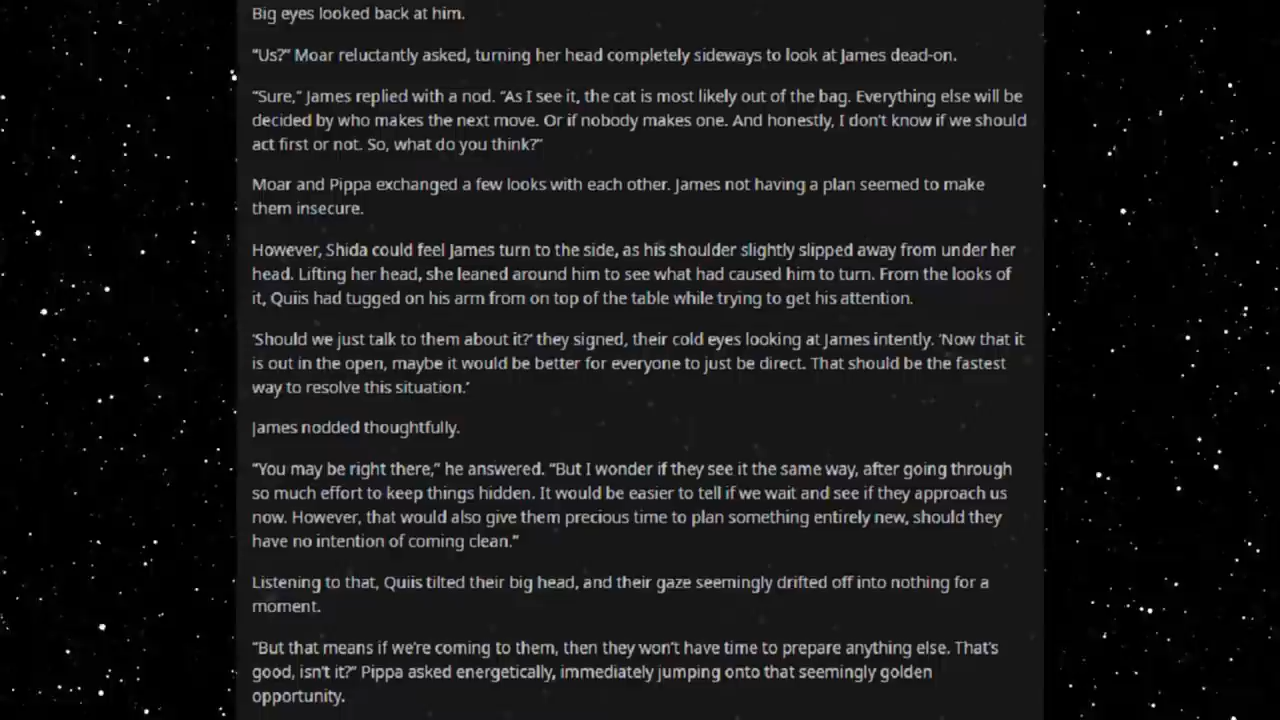 Big eyes looked back at him.
“Us?” Moar reluctantly asked, turning her head completely sideways to look at James dead-on.
“Sure,” James replied with a nod. “As I see it, the cat is most likely out of the bag. Everything else will be
decided by who makes the next move. Or if nobody makes one. And honestly, I don’t know if we should
act first or not. So, what do you think?”
Moar and Pippa exchanged a few looks with each other. James not having a plan seemed to make
them insecure.
However, Shida could feel James turn to the side, as his shoulder slightly slipped away from under her
head. Lifting her head, she leaned around him to see what had caused him to turn. From the looks of
it, Quiis had tugged on his arm from on top of the table while trying to get his attention.
‘Should we just talk to them about it?’ they signed, their cold eyes looking at James intently. ‘Now that it
is out in the open, maybe it would be better for everyone to just be direct. That should be the fastest
way to resolve this situation.’
James nodded thoughtfully.
“You may be right there,” he answered. “But I wonder if they see it the same way, after going through
so much effort to keep things hidden. It would be easier to tell if we wait and see if they approach us
now. However, that would also give them precious time to plan something entirely new, should they
have no intention of coming clean.”
Listening to that, Quiis tilted their big head, and their gaze seemingly drifted off into nothing for a
moment.
“But that means if we’re coming to them, then they won’t have time to prepare anything else. That’s
good, isn’t it?” Pippa asked energetically, immediately jumping onto that seemingly golden
opportunity.